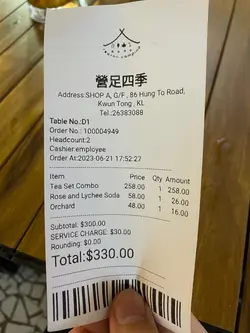 營足四季
Address:SHOP A, G/F , 86 Hung To Road,
Kwun Tong , KL
Tel:26383088
Table No.:D1
Order No.: 100004949
Headcount:2
Cashier:employee
Order At:2023-06-21 17:52:27
Item Price Qty Amount
Tea Set Combo 258.00 1 258.00
Rose and Lychee Soda 58.00 1 26.00
Orchard 48.00 1 16.00
Subtotal: $300.00
SERVICE CHARGE: $30.00
Rounding: $0.00
Total:$330.00